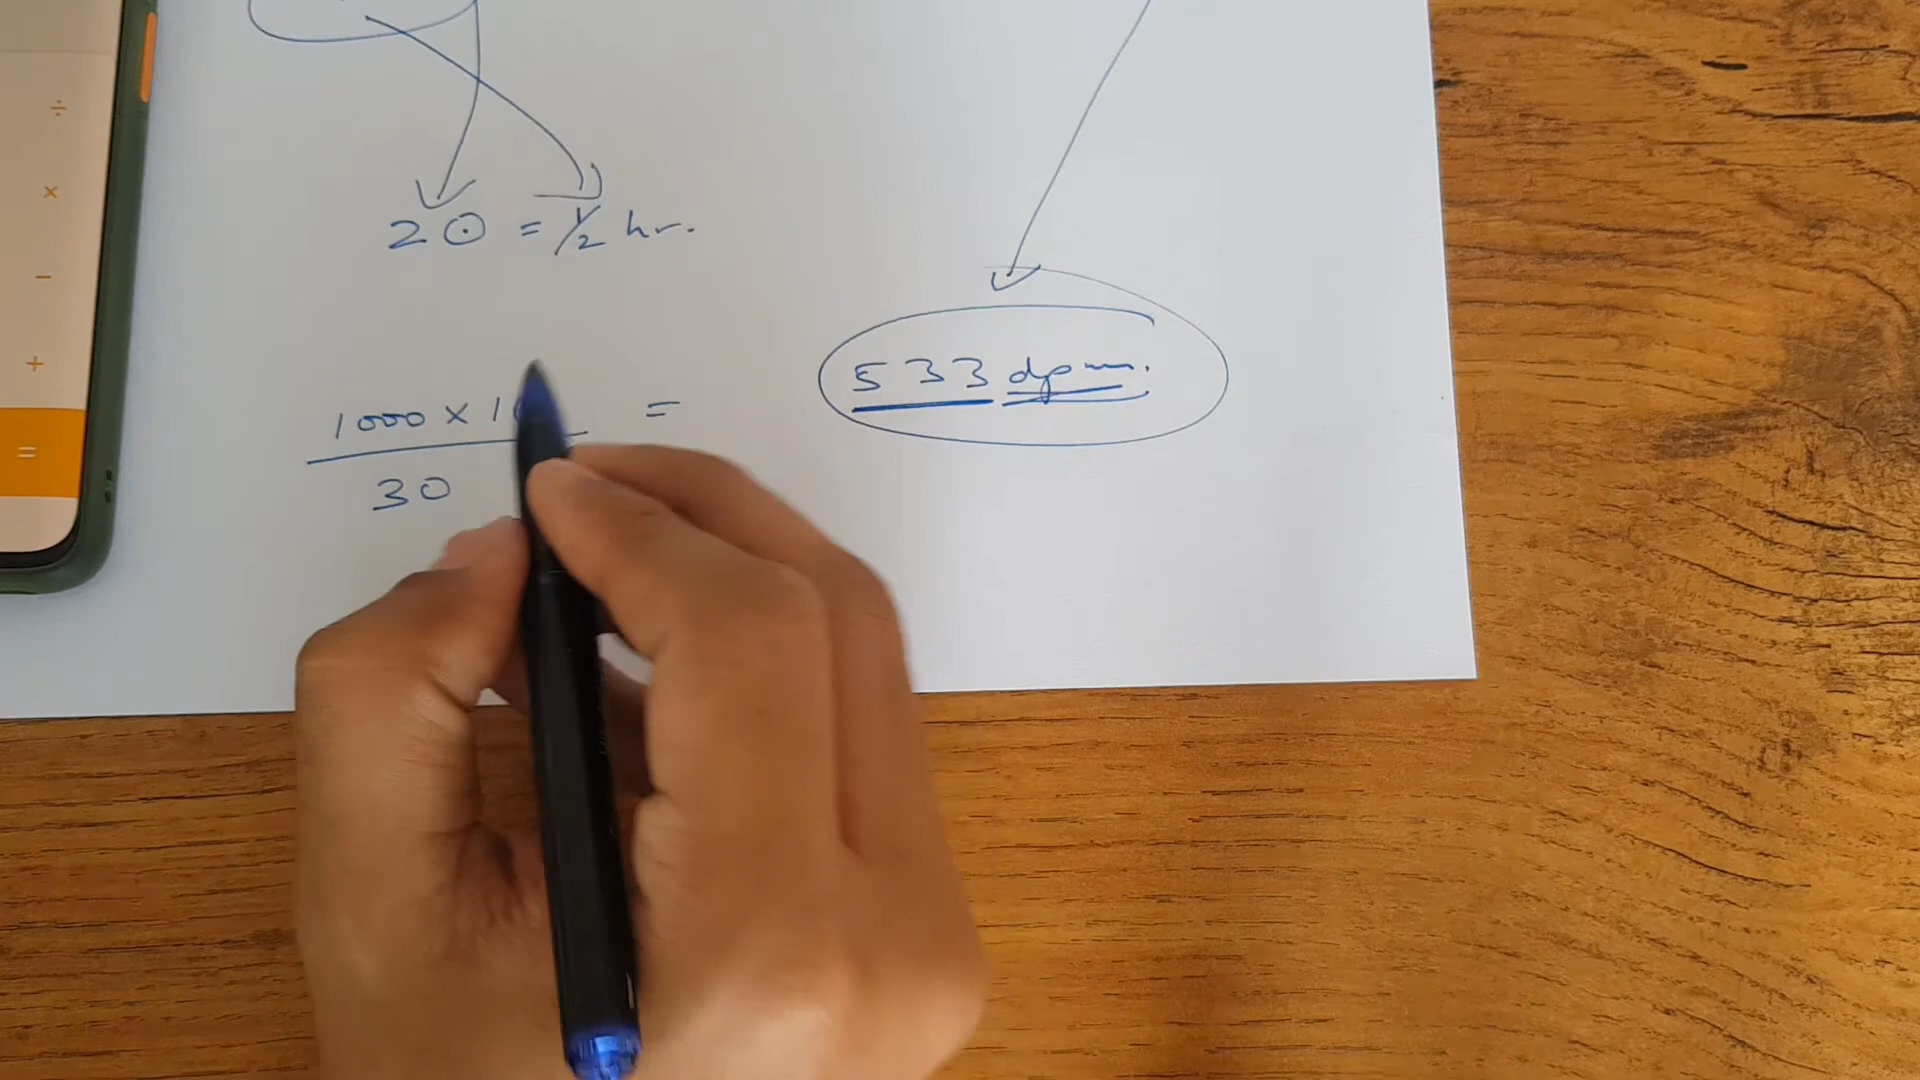 ÷
×
−
+
=
20 = 1/2 hr.
533 dpm.
1000 x 1
=
30